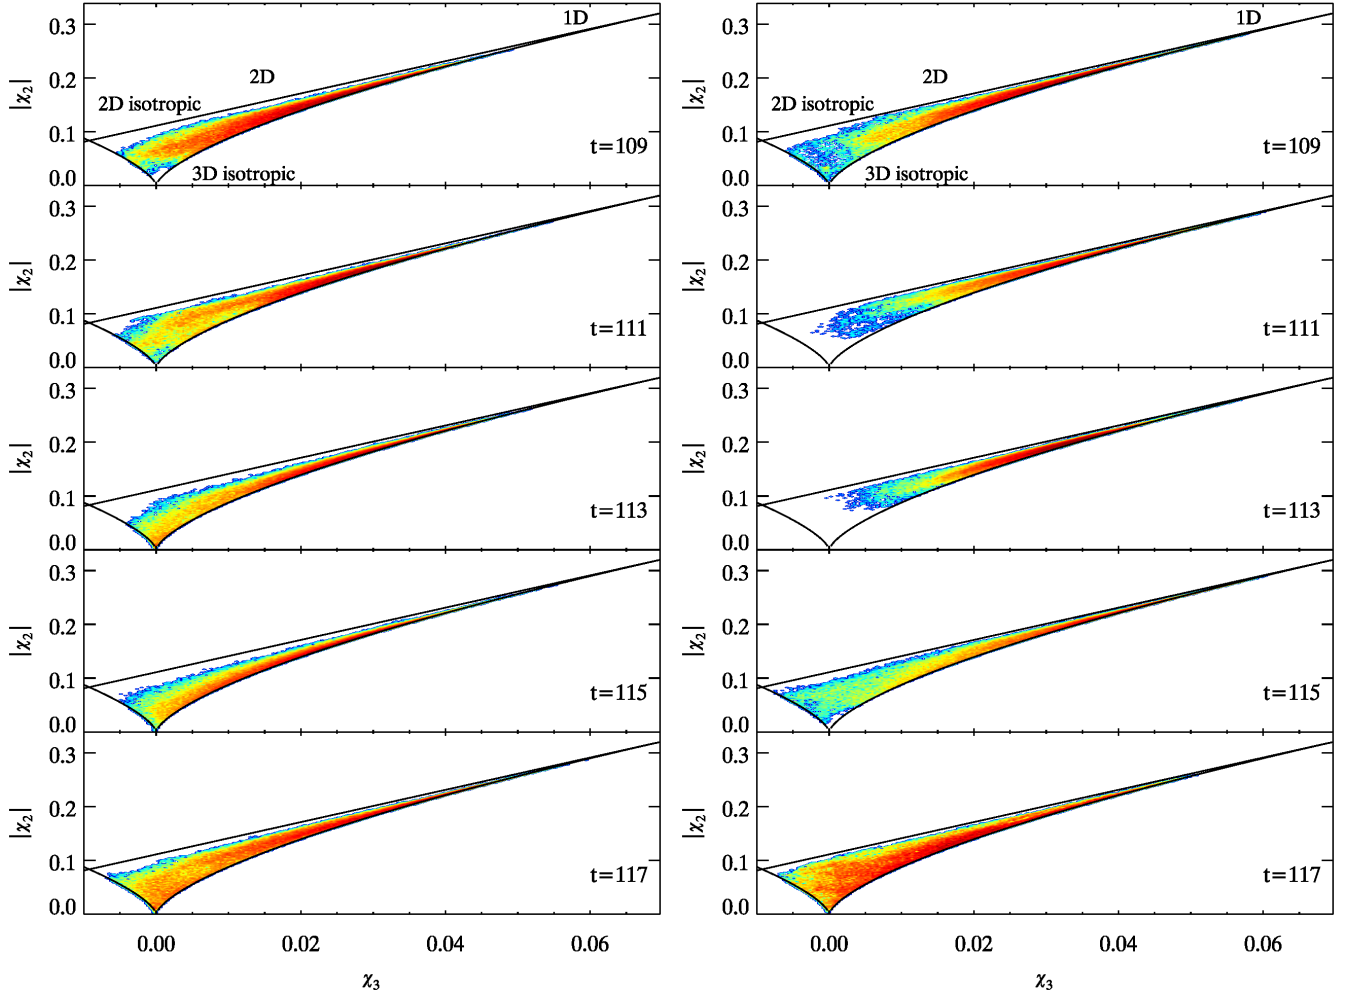 0.3 1D 0.3 1D
|χ₂| 0.2 2D |χ₂| 0.2 2D
2D isotropic 2D isotropic
0.1 t=109 0.1 t=109
0.0 3D isotropic 0.0 3D isotropic
0.3 0.3
|χ₂| 0.2 |χ₂| 0.2
0.1 t=111 0.1 t=111
0.0 0.0
0.3 0.3
|χ₂| 0.2 |χ₂| 0.2
0.1 t=113 0.1 t=113
0.0 0.0
0.3 0.3
|χ₂| 0.2 |χ₂| 0.2
0.1 t=115 0.1 t=115
0.0 0.0
0.3 0.3
|χ₂| 0.2 |χ₂| 0.2
0.1 t=117 0.1 t=117
0.0 0.0
0.00 0.02 0.04 0.06 0.00 0.02 0.04 0.06
χ₃ χ₃